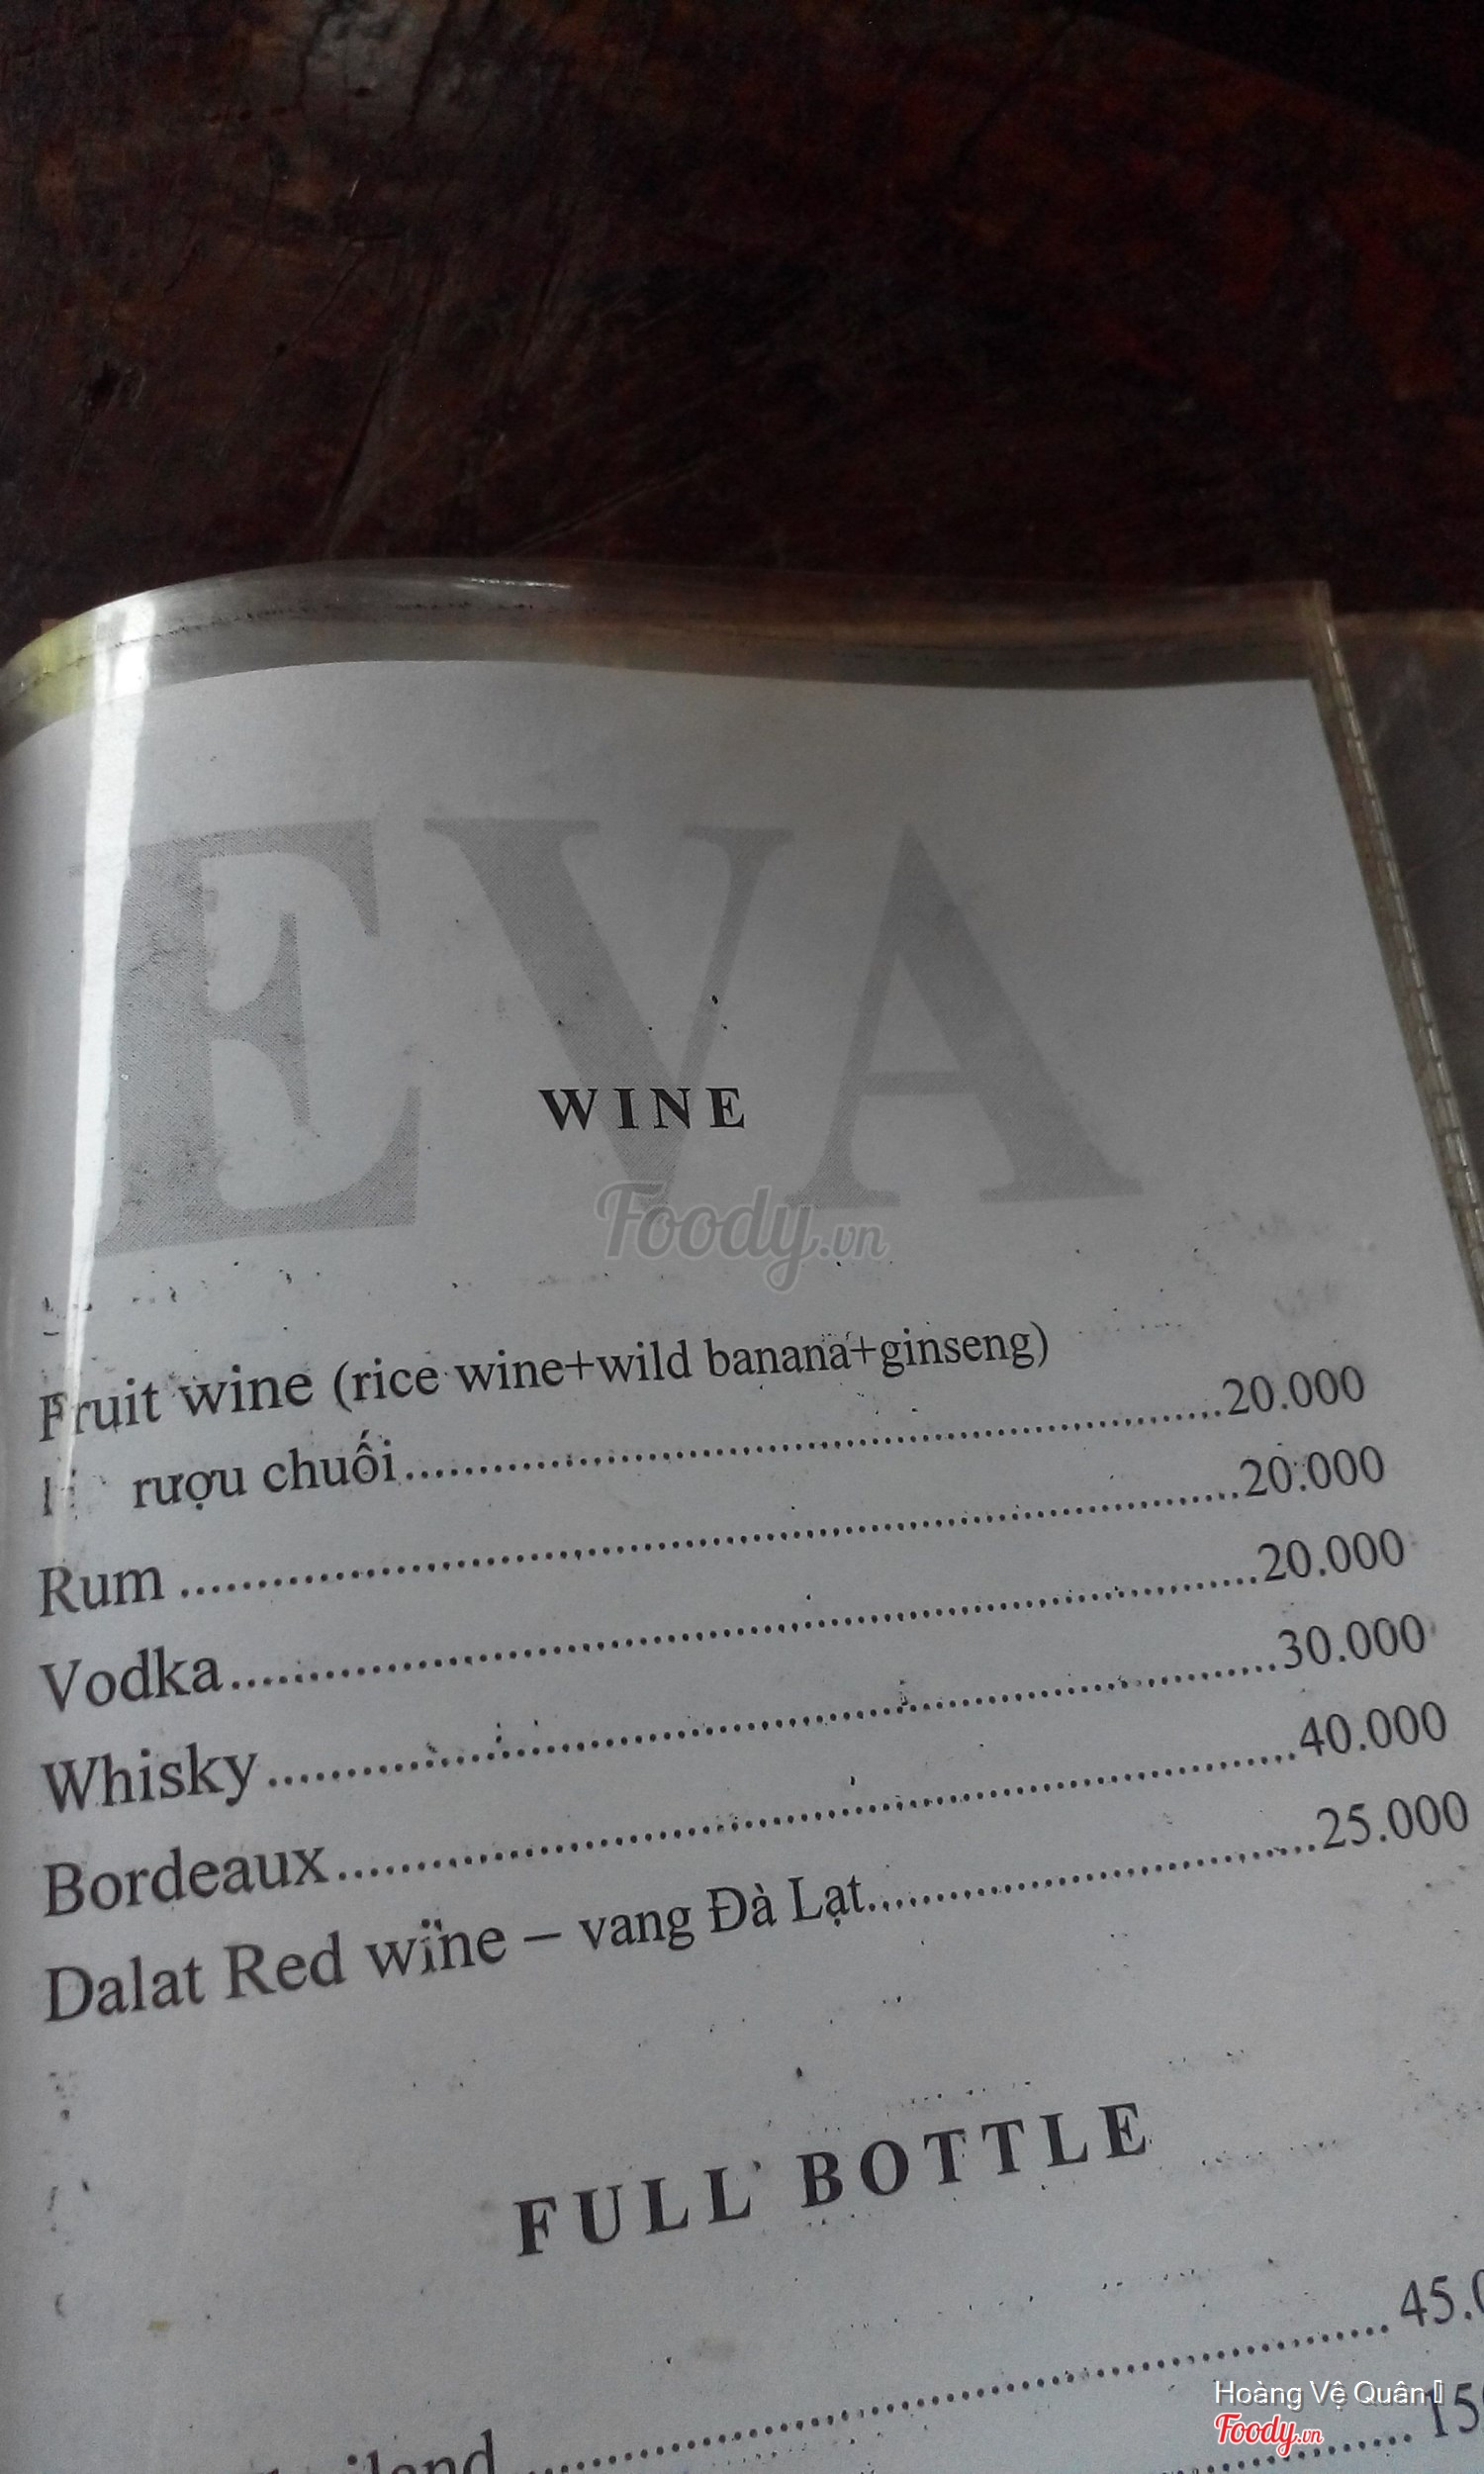 EVA
WINE
Foody.vn
Fruit wine (rice wine+wild banana+ginseng)
rượu chuối....................20.000
Rum ....................20.000
Vodka....................20.000
Whisky....................30.000
Bordeaux....................40.000
Dalat Red wine – vang Đà Lạt....................25.000
FULL BOTTLE
Hoàng Vệ Quân
Foody.vn